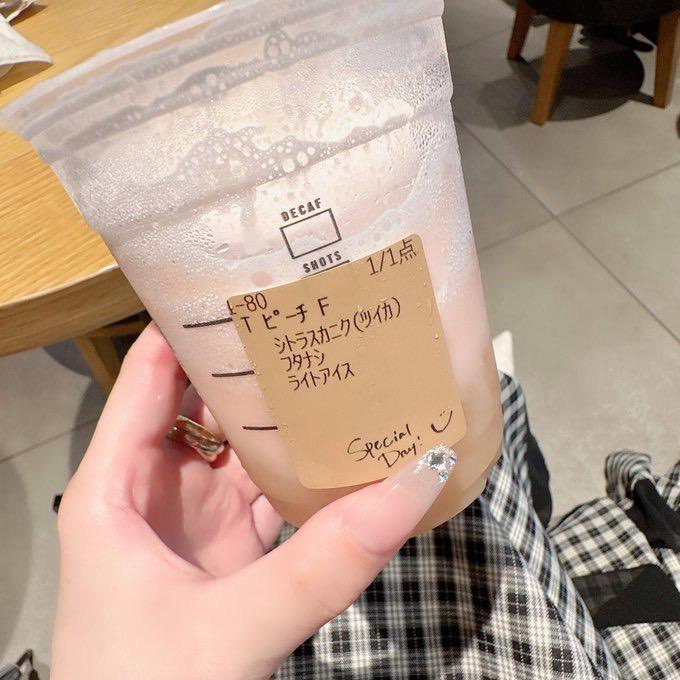 DECAF
SHOTS
1/1点
-80
T ピーチ F
シトラスカニク(ツイカ)
フタナシ
ライトアイス
Special
Day!